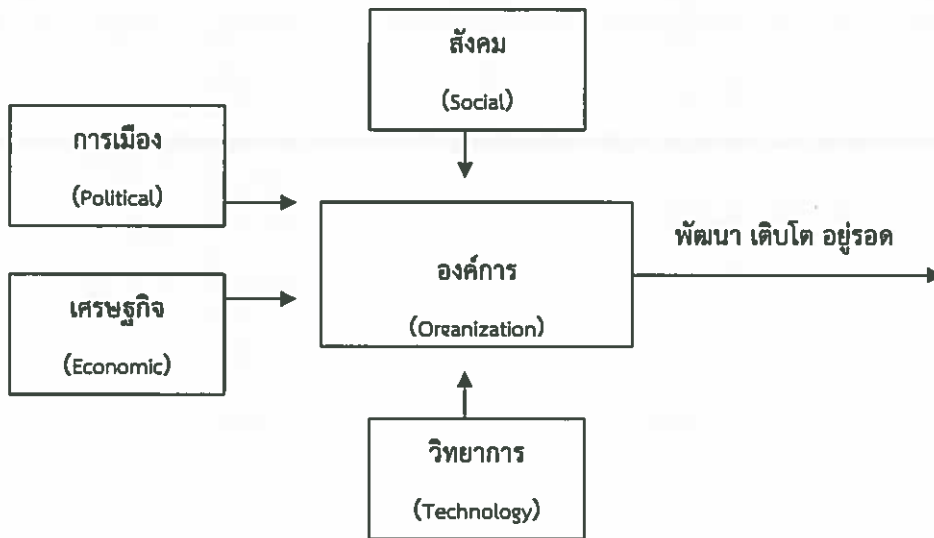 สังคม
(Social)
การเมือง
(Political)
เศรษฐกิจ
(Economic)
องค์การ
(Organization)
พัฒนา เติบโต อยู่รอด
วิทยาการ
(Technology)